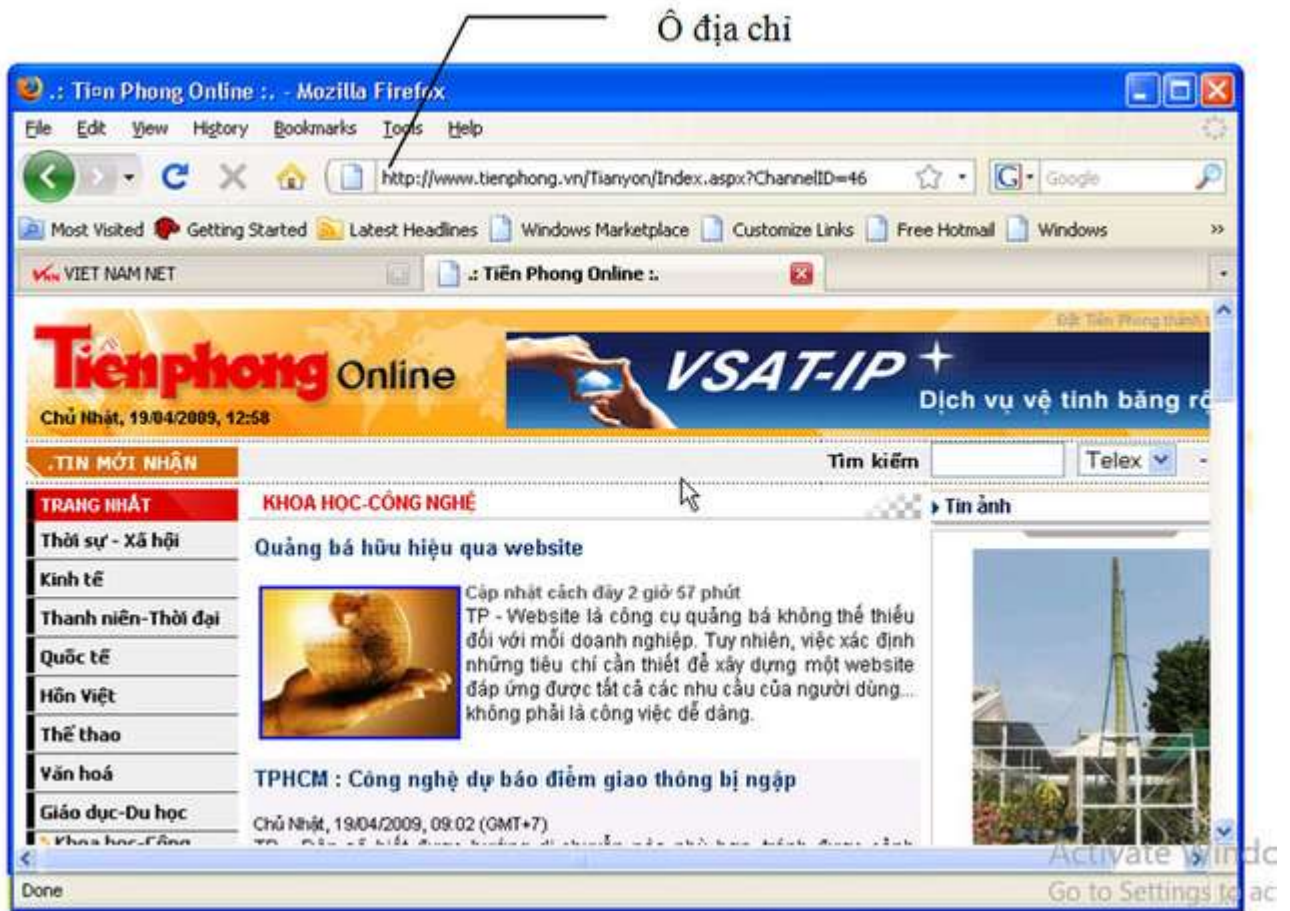 Ô địa chỉ
.: Ti¤n Phong Online :. - Mozilla Firefox
File Edit View History Bookmarks Tools Help
http://www.tienphong.vn/Tianyon/Index.aspx?ChannelID=46
G Google
Most Visited Getting Started Latest Headlines Windows Marketplace Customize Links Free Hotmail Windows »
VIET NAM NET
.: Tiền Phong Online :.
Đặt Tiền Phong thành t
Tiênphong Online
VSAT-IP
Dịch vụ vệ tinh băng rộ
Chủ Nhật, 19/04/2009, 12:58
.TIN MỚI NHẬN
Tìm kiếm
Telex
TRANG NHẤT
Thời sự - Xã hội
Kinh tế
Thanh niên-Thời đại
Quốc tế
Hồn Việt
Thể thao
Văn hoá
Giáo dục-Du học
Khoa học-Công
KHOA HỌC-CÔNG NGHỆ
Quảng bá hữu hiệu qua website
Cập nhật cách đây 2 giờ 57 phút
TP - Website là công cụ quảng bá không thể thiếu
đối với mỗi doanh nghiệp. Tuy nhiên, việc xác định
những tiêu chí cần thiết để xây dựng một website
đáp ứng được tất cả các nhu cầu của người dùng...
không phải là công việc dễ dàng.
TPHCM : Công nghệ dự báo điểm giao thông bị ngập
Chủ Nhật, 19/04/2009, 09:02 (GMT+7)
Tin ảnh
Done
Activate Windo
Go to Settings to ac